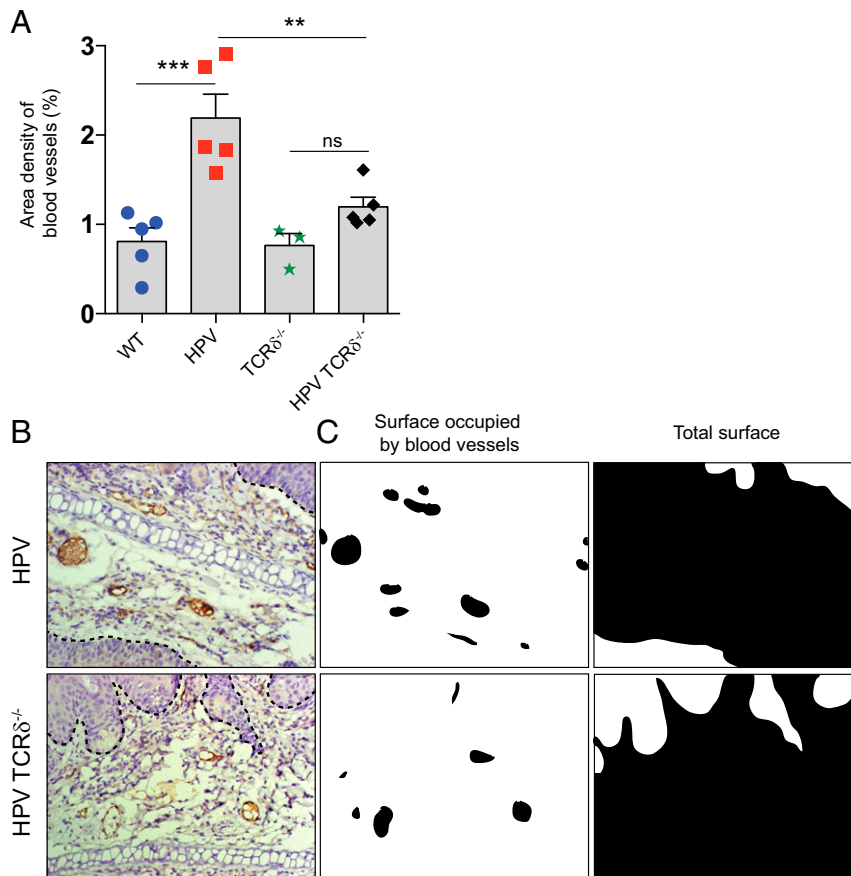 A
Area density of
blood vessels (%)
3
2
1
0
***
**
ns
WT
HPV
TCRδ-/-
HPV TCRδ-/-
B
C
Surface occupied
by blood vessels
Total surface
HPV
HPV TCRδ-/-